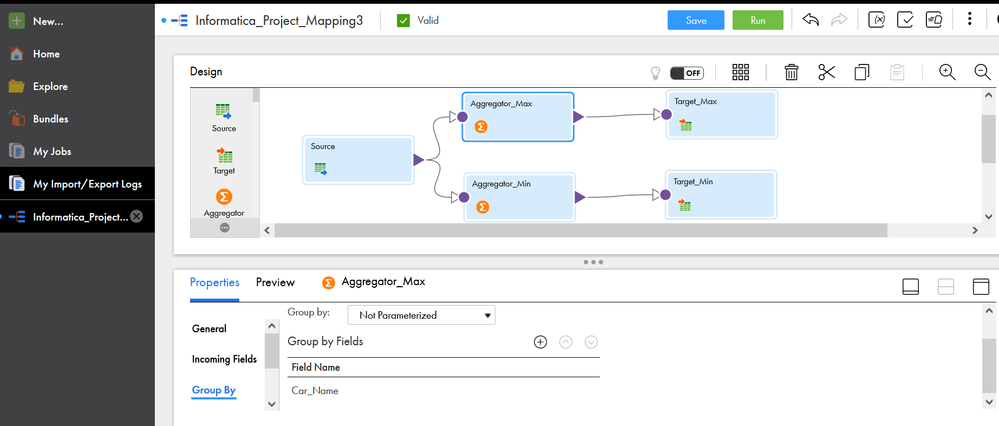 New...
Home
Explore
Bundles
My Jobs
My Import/Export Logs
Informatica_Project...
Informatica_Project_Mapping3
Valid
Save
Run
Design
OFF
Source
Target
Aggregator
Source
Aggregator_Max
Target_Max
Aggregator_Min
Target_Min
Properties
Preview
Aggregator_Max
General
Incoming Fields
Group By
Group by:
Not Parameterized
Group by Fields
Field Name
Car_Name